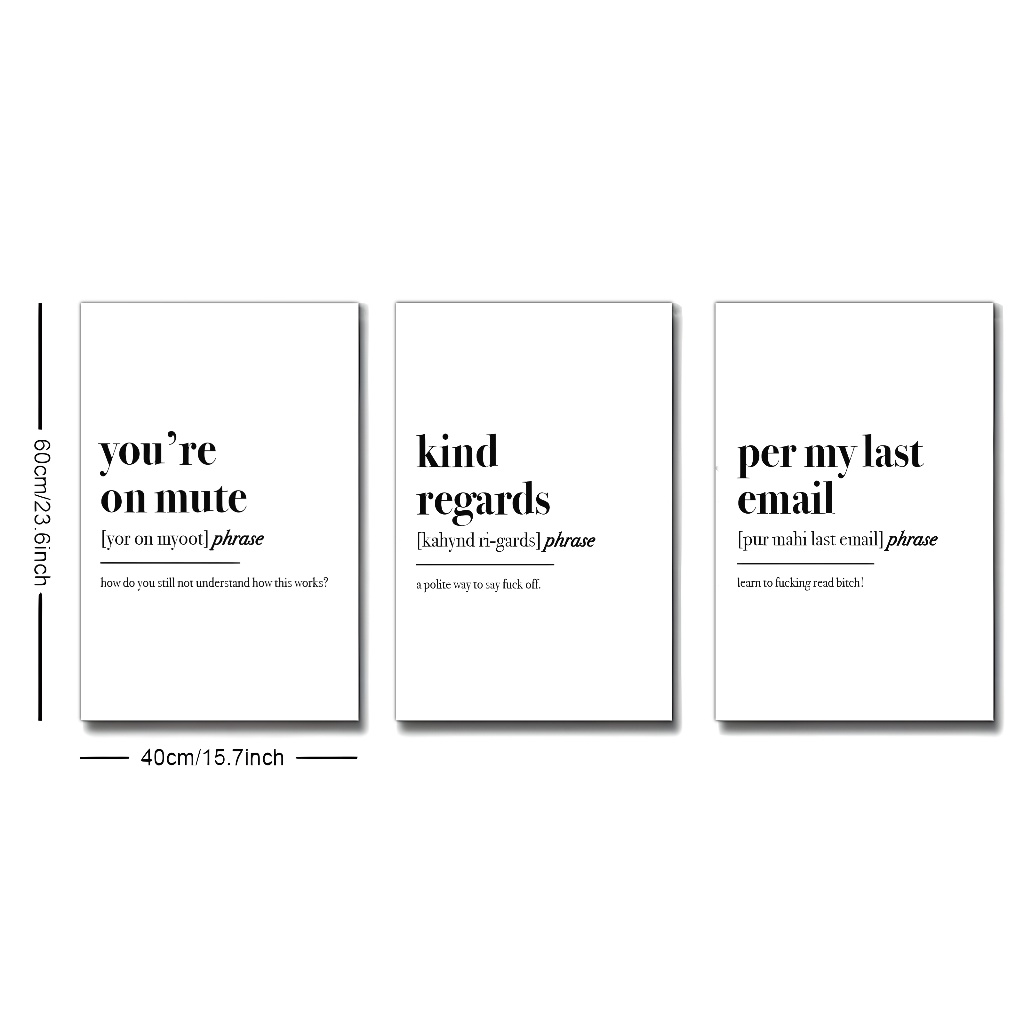 60cm/23.6inch
you’re
on mute
[yor on myoot] phrase
how do you still not understand how this works?
kind
regards
[kahynd ri-gards] phrase
a polite way to say fuck off.
per my last
email
[pur mahi last email] phrase
learn to fucking read bitch!
40cm/15.7inch